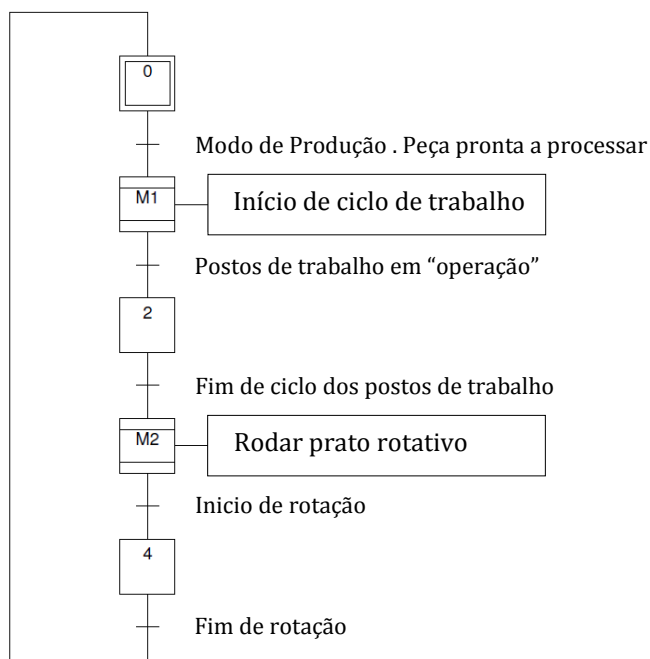 0
Modo de Produção . Peça pronta a processar
M1
Início de ciclo de trabalho
Postos de trabalho em “operação”
2
Fim de ciclo dos postos de trabalho
M2
Rodar prato rotativo
Inicio de rotação
4
Fim de rotação